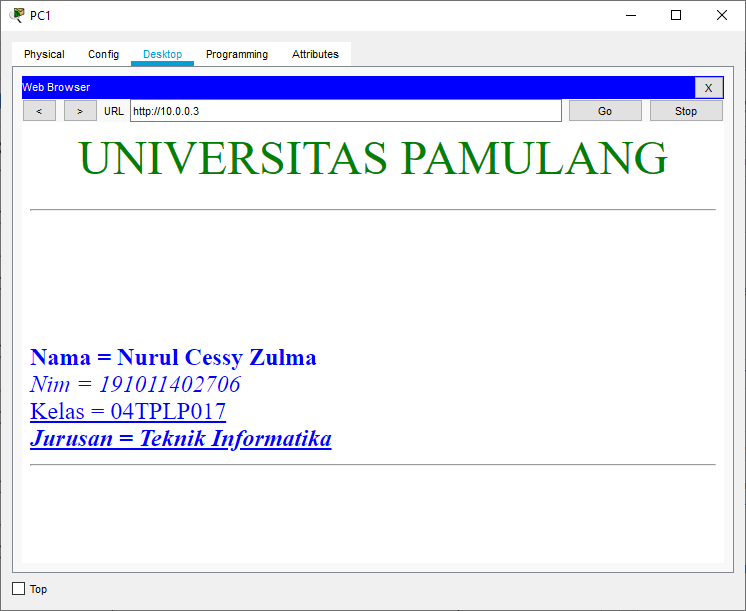 PC1
Physical Config Desktop Programming Attributes
Web Browser X
< > URL http://10.0.0.3 Go Stop
UNIVERSITAS PAMULANG
Nama = Nurul Cessy Zulma
Nim = 191011402706
Kelas = 04TPLP017
Jurusan = Teknik Informatika
Top